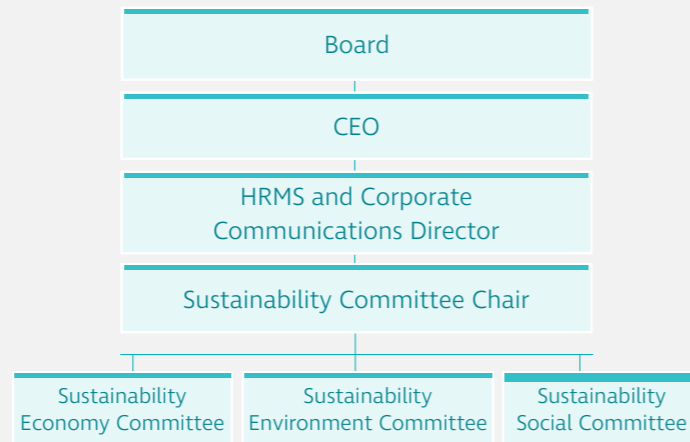 Board
CEO
HRMS and Corporate
Communications Director
Sustainability Committee Chair
Sustainability
Economy Committee
Sustainability
Environment Committee
Sustainability
Social Committee